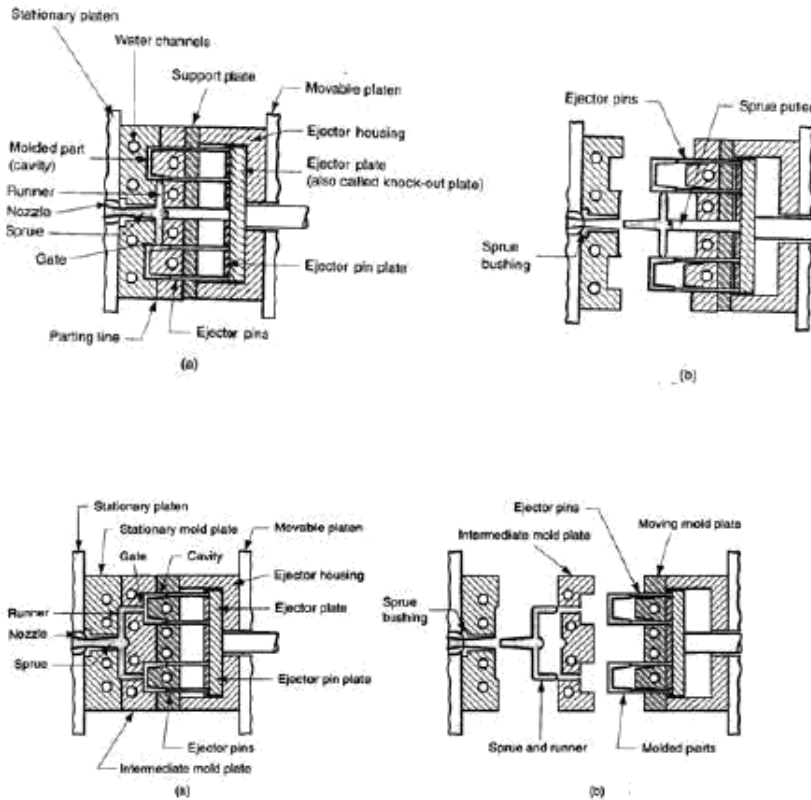 Stationary platen
Water channels
Support plate
Movable platen
Ejector housing
Molded part
(cavity)
Ejector plate
(also called knock-out plate)
Runner
Nozzle
Sprue
Gate
Ejector pin plate
Parting line
Ejector pins
(a)
Ejector pins
Sprue puller
Sprue
bushing
(b)
Stationary platen
Stationary mold plate
Movable platen
Gate
Cavity
Ejector housing
Runner
Ejector plate
Nozzle
Sprue
Ejector pin plate
Ejector pins
Intermediate mold plate
(a)
Ejector pins
Moving mold plate
Intermediate mold plate
Sprue
bushing
Sprue and runner
Molded parts
(b)